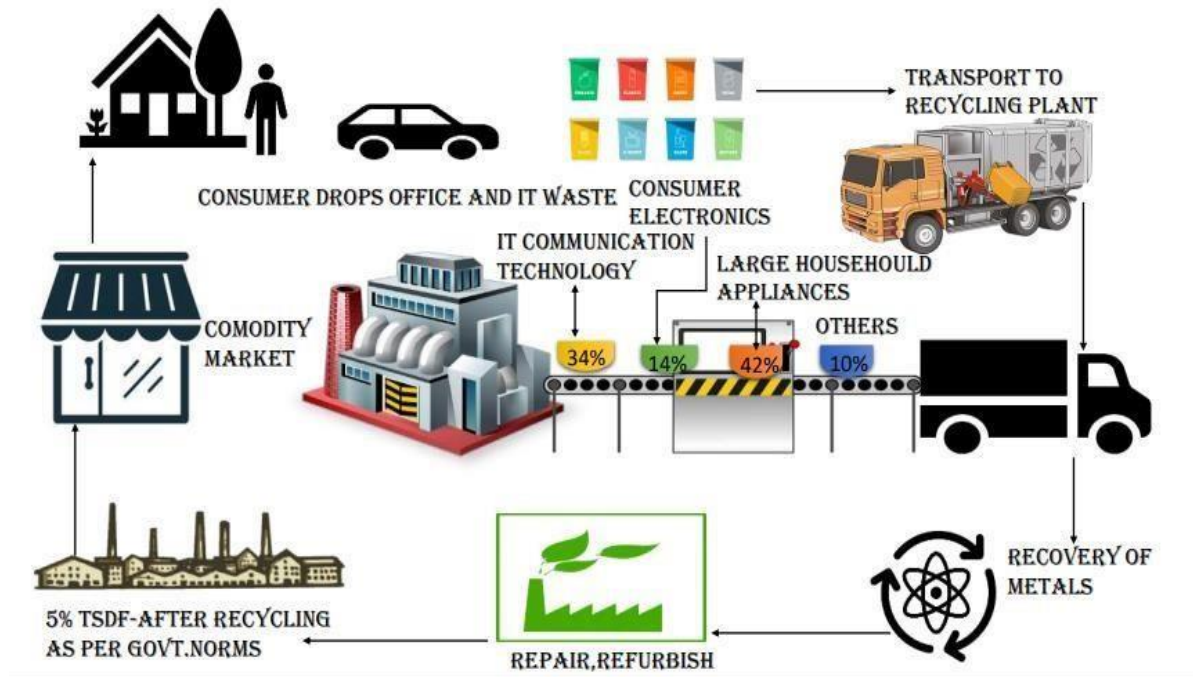 TRANSPORT TO
RECYCLING PLANT
CONSUMER DROPS OFFICE AND IT WASTE
CONSUMER
ELECTRONICS
IT COMMUNICATION
TECHNOLOGY
LARGE HOUSEHOULD
APPLIANCES
OTHERS
COMODITY
MARKET
34%
14%
42%
10%
RECOVERY OF
METALS
5% TSDF-AFTER RECYCLING
AS PER GOVT.NORMS
REPAIR,REFURBISH